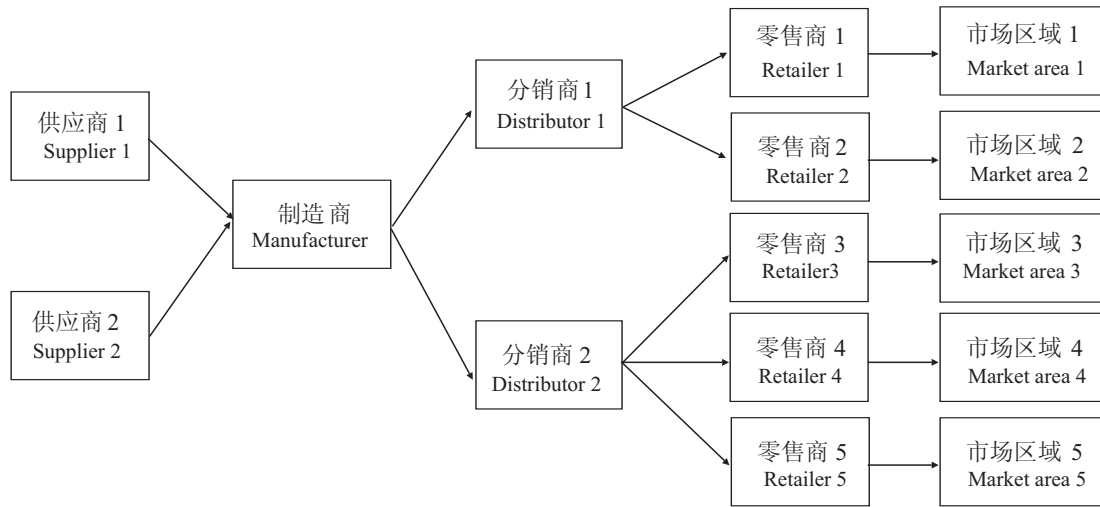 供应商 1
Supplier 1
供应商 2
Supplier 2
制造商
Manufacturer
分销商 1
Distributor 1
分销商 2
Distributor 2
零售商 1
Retailer 1
零售商 2
Retailer 2
零售商 3
Retailer3
零售商 4
Retailer 4
零售商 5
Retailer 5
市场区域 1
Market area 1
市场区域 2
Market area 2
市场区域 3
Market area 3
市场区域 4
Market area 4
市场区域 5
Market area 5